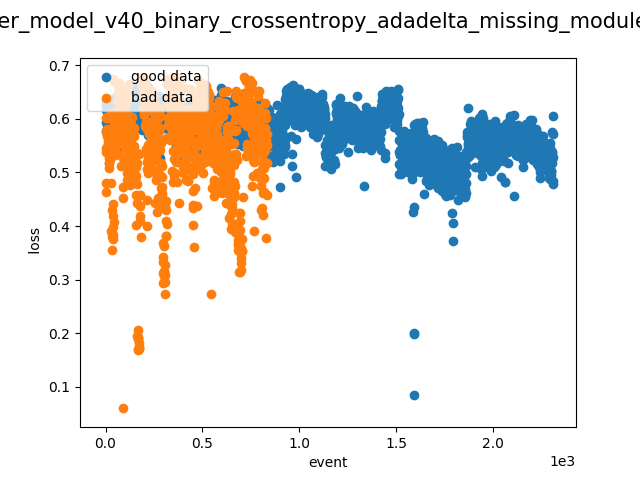 er_model_v40_binary_crossentropy_adadelta_missing_module
good data
bad data
0.7
0.6
0.5
0.4
0.3
0.2
0.1
loss
0.0
0.5
1.0
1.5
2.0
1e3
event